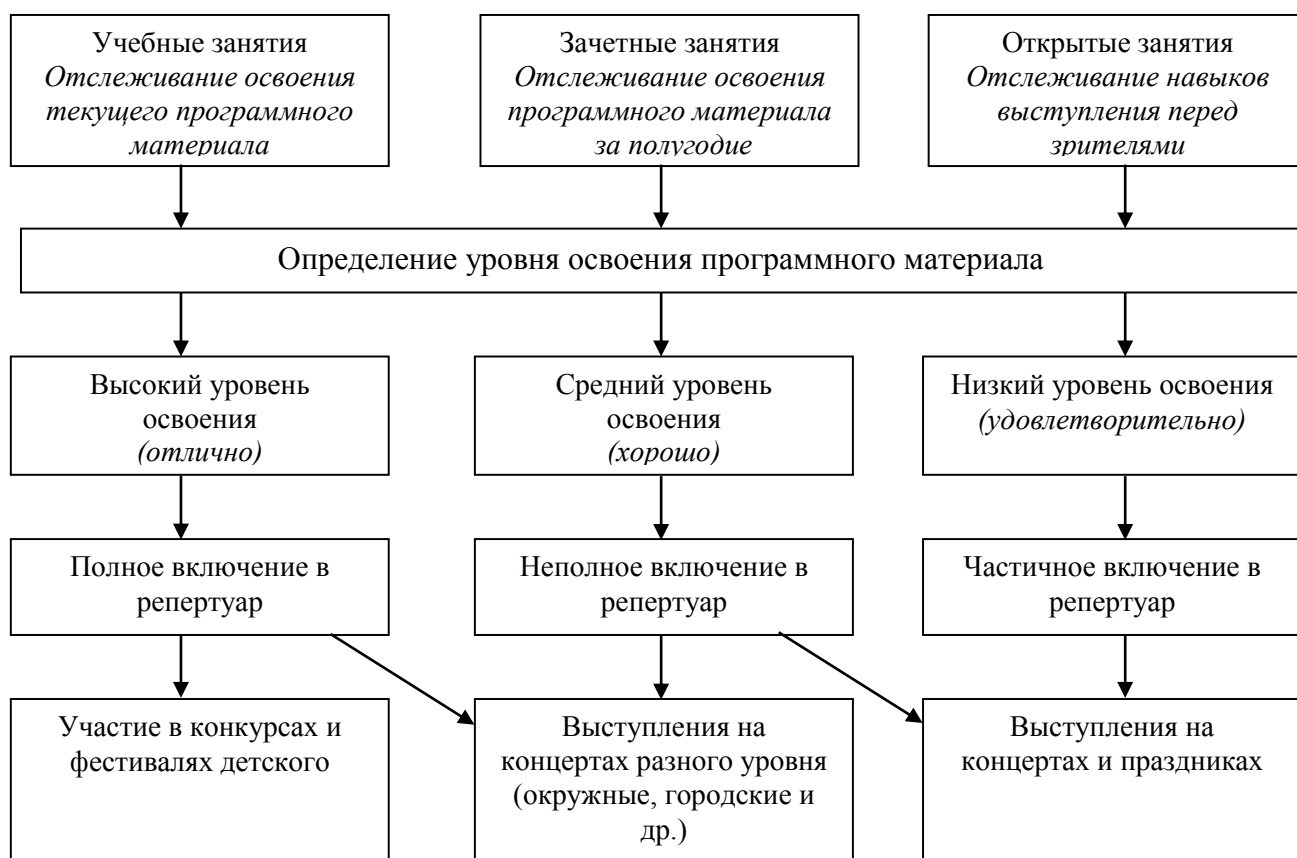 Учебные занятия
Отслеживание освоения
текущего программного
материала
Зачетные занятия
Отслеживание освоения
программного материала
за полугодие
Открытые занятия
Отслеживание навыков
выступления перед
зрителями
Определение уровня освоения программного материала
Высокий уровень
освоения
(отлично)
Средний уровень
освоения
(хорошо)
Низкий уровень освоения
(удовлетворительно)
Полное включение в
репертуар
Неполное включение в
репертуар
Частичное включение в
репертуар
Участие в конкурсах и
фестивалях детского
Выступления на
концертах разного уровня
(окружные, городские и
др.)
Выступления на
концертах и праздниках